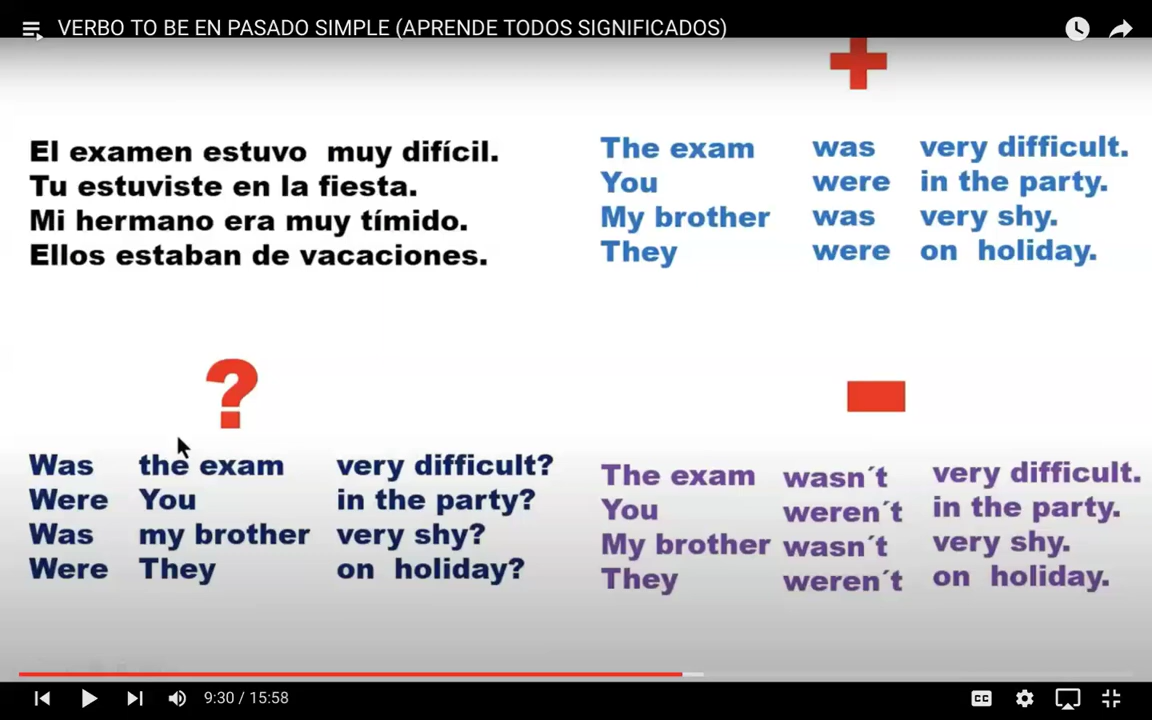 VERBO TO BE EN PASADO SIMPLE (APRENDE TODOS SIGNIFICADOS)
El examen estuvo muy difícil.
Tu estuviste en la fiesta.
Mi hermano era muy tímido.
Ellos estaban de vacaciones.
The exam was very difficult.
You were in the party.
My brother was very shy.
They were on holiday.
?
Was the exam very difficult?
Were You in the party?
Was my brother very shy?
Were They on holiday?
The exam wasn´t very difficult.
You weren´t in the party.
My brother wasn´t very shy.
They weren´t on holiday.
9:30 / 15:58
CC